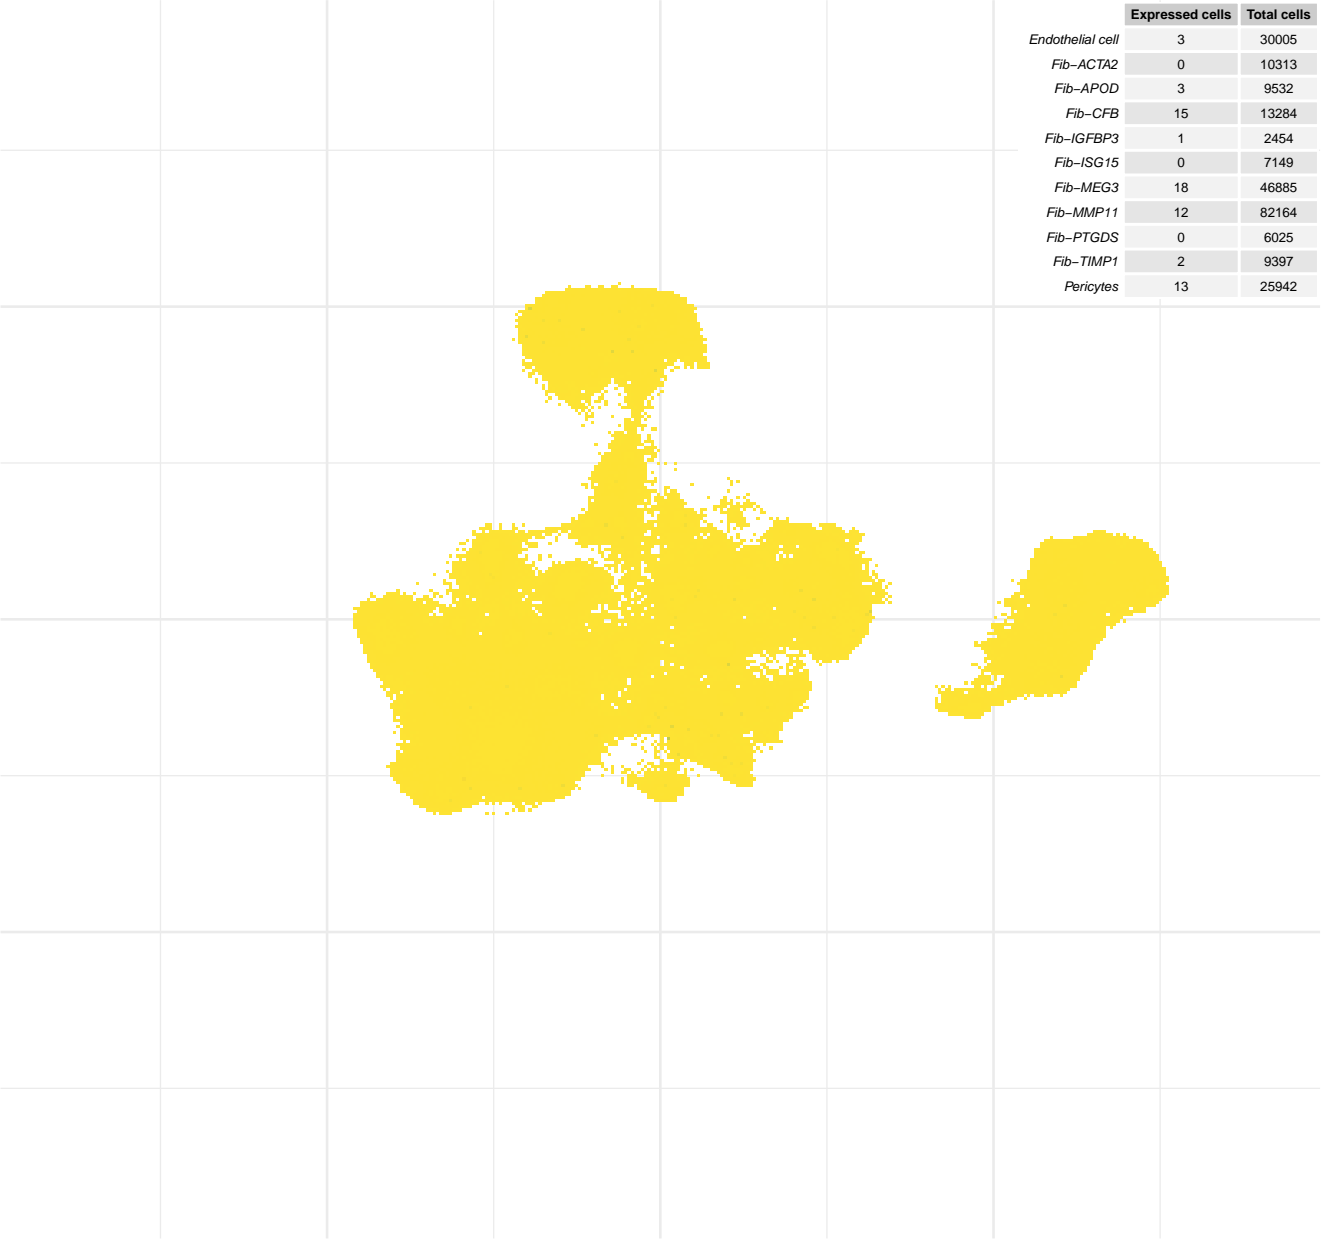 Expressed cells Total cells
Endothelial cell 3 30005
Fib−ACTA2 0 10313
Fib−APOD 3 9532
Fib−CFB 15 13284
Fib−IGFBP3 1 2454
Fib−ISG15 0 7149
Fib−MEG3 18 46885
Fib−MMP11 12 82164
Fib−PTGDS 0 6025
Fib−TIMP1 2 9397
Pericytes 13 25942